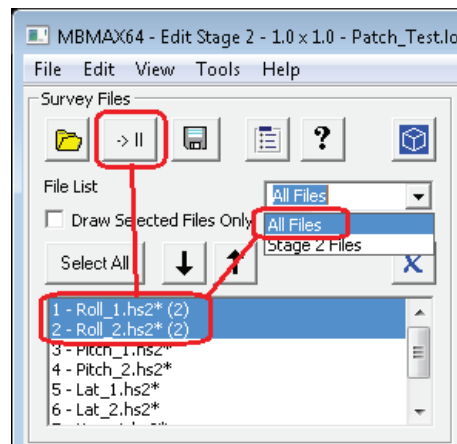 MBMAX64 - Edit Stage 2 - 1.0 x 1.0 - Patch_Test.lo
File Edit View Tools Help
Survey Files
-> II ?
File List All Files
Draw Selected Files Only All Files
Stage 2 Files
Select All X
1 - Roll_1.hs2* (2)
2 - Roll_2.hs2* (2)
3 - Pitch_1.hs2*
4 - Pitch_2.hs2*
5 - Lat_1.hs2*
6 - Lat_2.hs2*